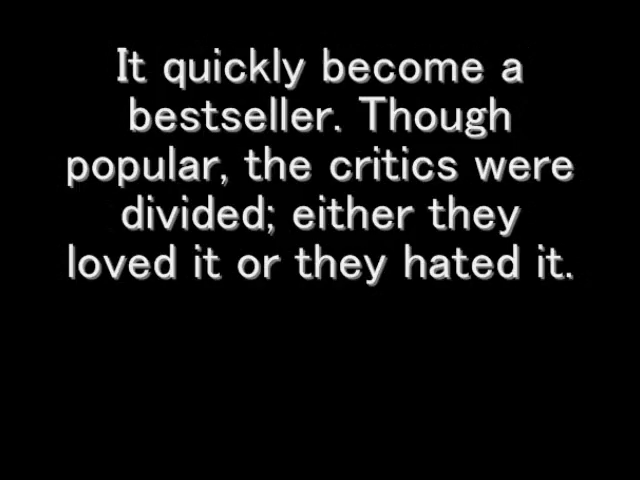 It quickly become a
bestseller. Though
popular, the critics were
divided; either they
loved it or they hated it.